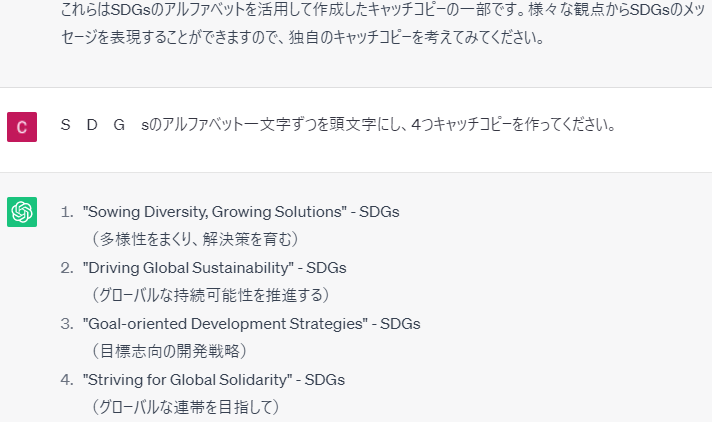 これらはSDGsのアルファベットを活用して作成したキャッチコピーの一部です。様々な観点からSDGsのメッ
セージを表現することができますので、独自のキャッチコピーを考えてみてください。
C
S　D　G　sのアルファベット一文字ずつを頭文字にし、4つキャッチコピーを作ってください。
1. "Sowing Diversity, Growing Solutions" - SDGs
（多様性をまくり、解決策を育む）
2. "Driving Global Sustainability" - SDGs
（グローバルな持続可能性を推進する）
3. "Goal-oriented Development Strategies" - SDGs
（目標志向の開発戦略）
4. "Striving for Global Solidarity" - SDGs
（グローバルな連帯を目指して）